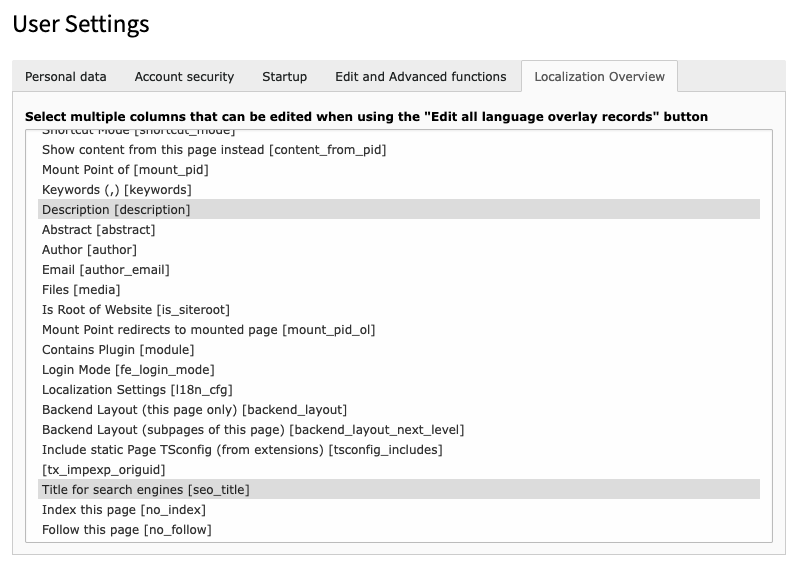 User Settings
Personal data
Account security
Startup
Edit and Advanced functions
Localization Overview
Select multiple columns that can be edited when using the "Edit all language overlay records" button
Shortcut Mode [shortcut_mode]
Show content from this page instead [content_from_pid]
Mount Point of [mount_pid]
Keywords (,) [keywords]
Description [description]
Abstract [abstract]
Author [author]
Email [author_email]
Files [media]
Is Root of Website [is_siteroot]
Mount Point redirects to mounted page [mount_pid_ol]
Contains Plugin [module]
Login Mode [fe_login_mode]
Localization Settings [l18n_cfg]
Backend Layout (this page only) [backend_layout]
Backend Layout (subpages of this page) [backend_layout_next_level]
Include static Page TSconfig (from extensions) [tsconfig_includes]
[tx_impexp_origuid]
Title for search engines [seo_title]
Index this page [no_index]
Follow this page [no_follow]